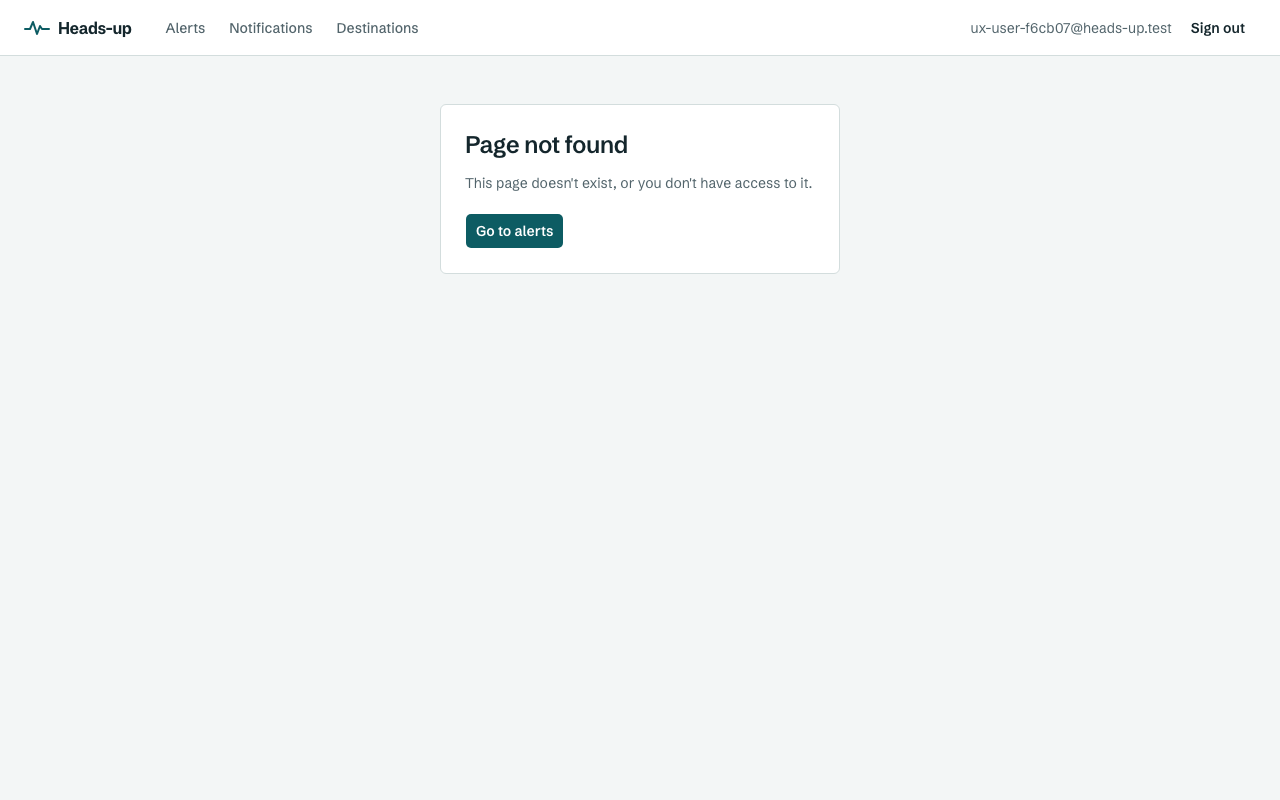 Heads-up
Alerts
Notifications
Destinations
ux-user-f6cb07@heads-up.test
Sign out
Page not found
This page doesn't exist, or you don't have access to it.
Go to alerts